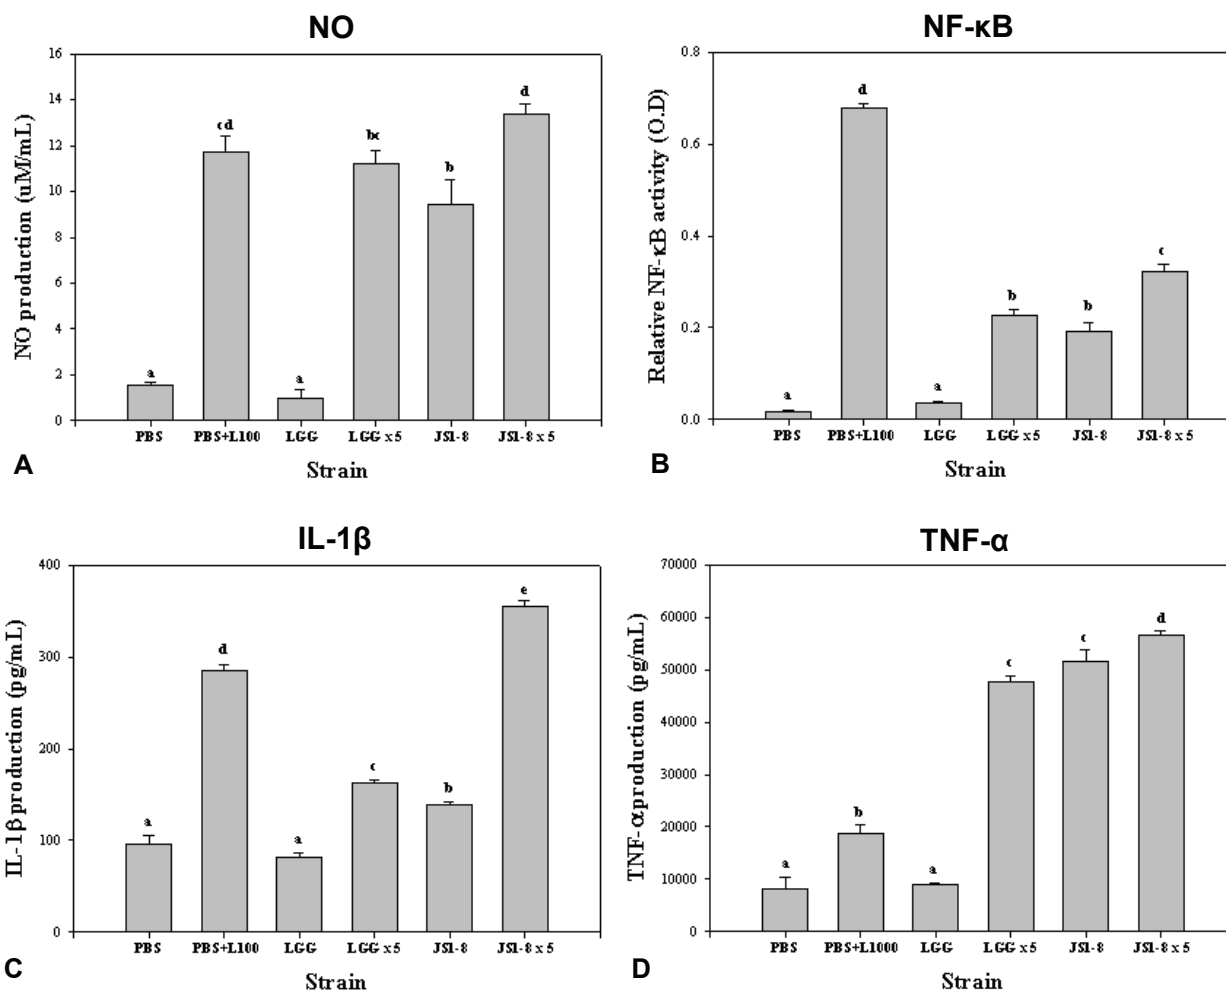 NO
NO production (uM/mL)
16
14
12
10
8
6
4
2
0
a
cd
a
bc
b
d
PBS
PBS+L100
LGG
LGG x5
JS1-8
JS1-8 x 5
Strain
A
NF-κB
Relative NF-κB activity (O.D)
0.8
0.6
0.4
0.2
0.0
a
d
a
b
b
c
PBS
PBS+L100
LGG
LGG x5
JS1-8
JS1-8 x 5
Strain
B
IL-1β
IL-1β production (pg/mL)
400
300
200
100
0
a
d
a
c
b
e
PBS
PBS+L100
LGG
LGG x 5
JS1-8
JS1-8 x 5
Strain
C
TNF-α
TNF-α production (pg/mL)
70000
60000
50000
40000
30000
20000
10000
0
a
b
a
c
c
d
PBS
PBS+L1000
LGG
LGG x 5
JS1-8
JS1-8 x 5
Strain
D